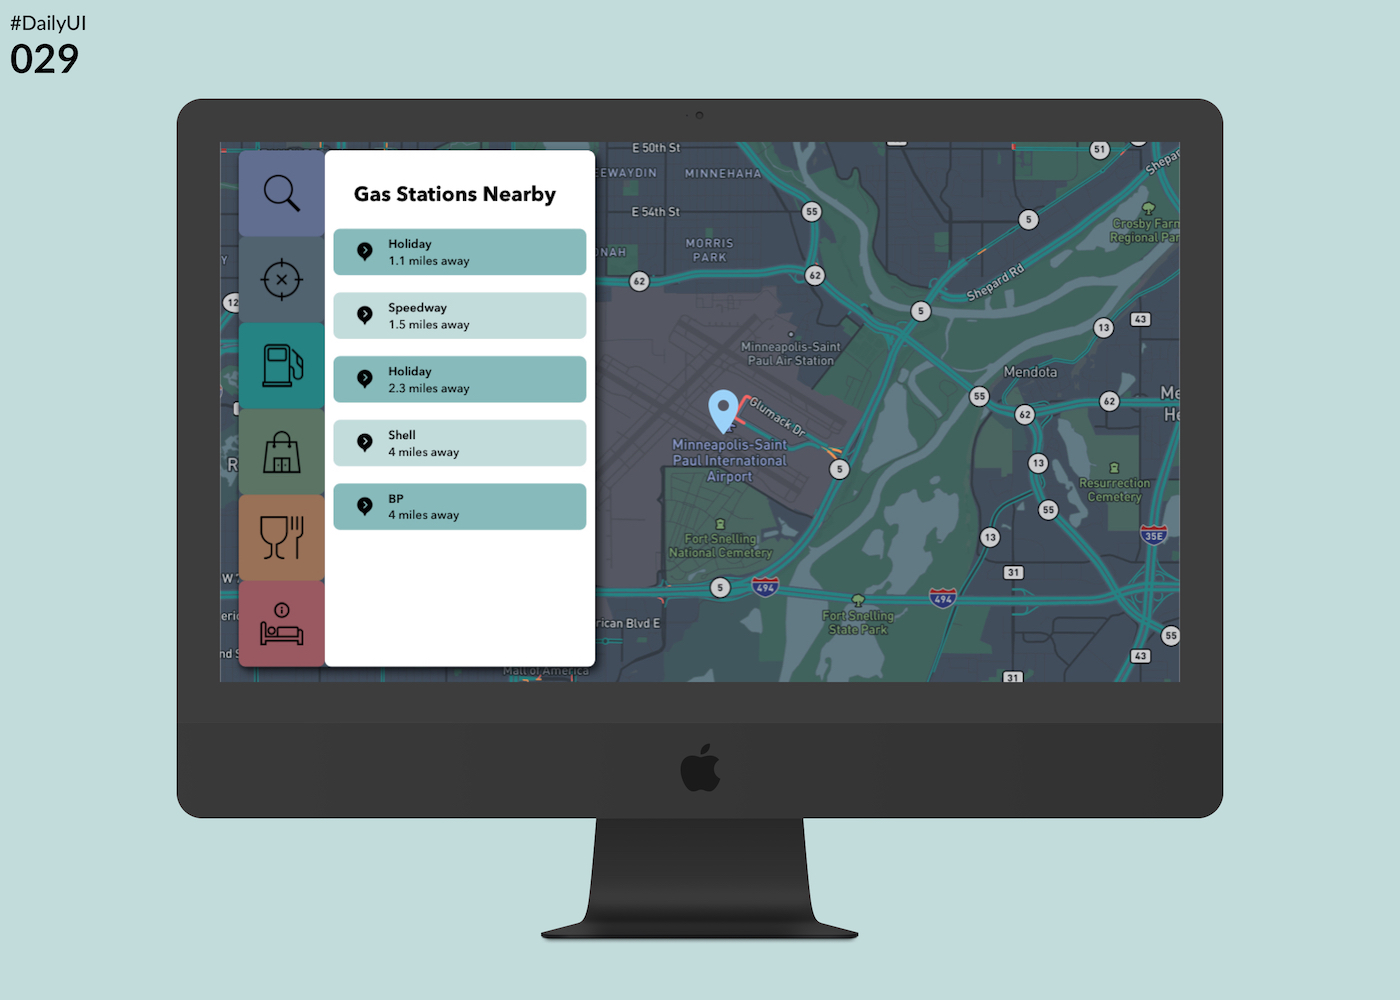 #DailyUI
029
Gas Stations Nearby
Holiday
1.1 miles away
Speedway
1.5 miles away
Holiday
2.3 miles away
Shell
4 miles away
BP
4 miles away
E 50th St
EEWAYDIN
MINNEHAHA
E 54th St
ONAH
MORRIS
PARK
55
62
62
5
5
51
Shepar
Crosby Farm
Regional Par
Shepard Rd
13
43
12
Y
Minneapolis-Saint
Paul Air Station
Mendota
55
62
62
Me
He
Glumack Dr
Minneapolis-Saint
Paul International
Airport
5
13
R
Resurrection
Cemetery
55
Fort Snelling
National Cemetery
13
35E
W 7
5
494
31
494
eric
rican Blvd E
Fort Snelling
State Park
55
nd S
43
Mall of America
31